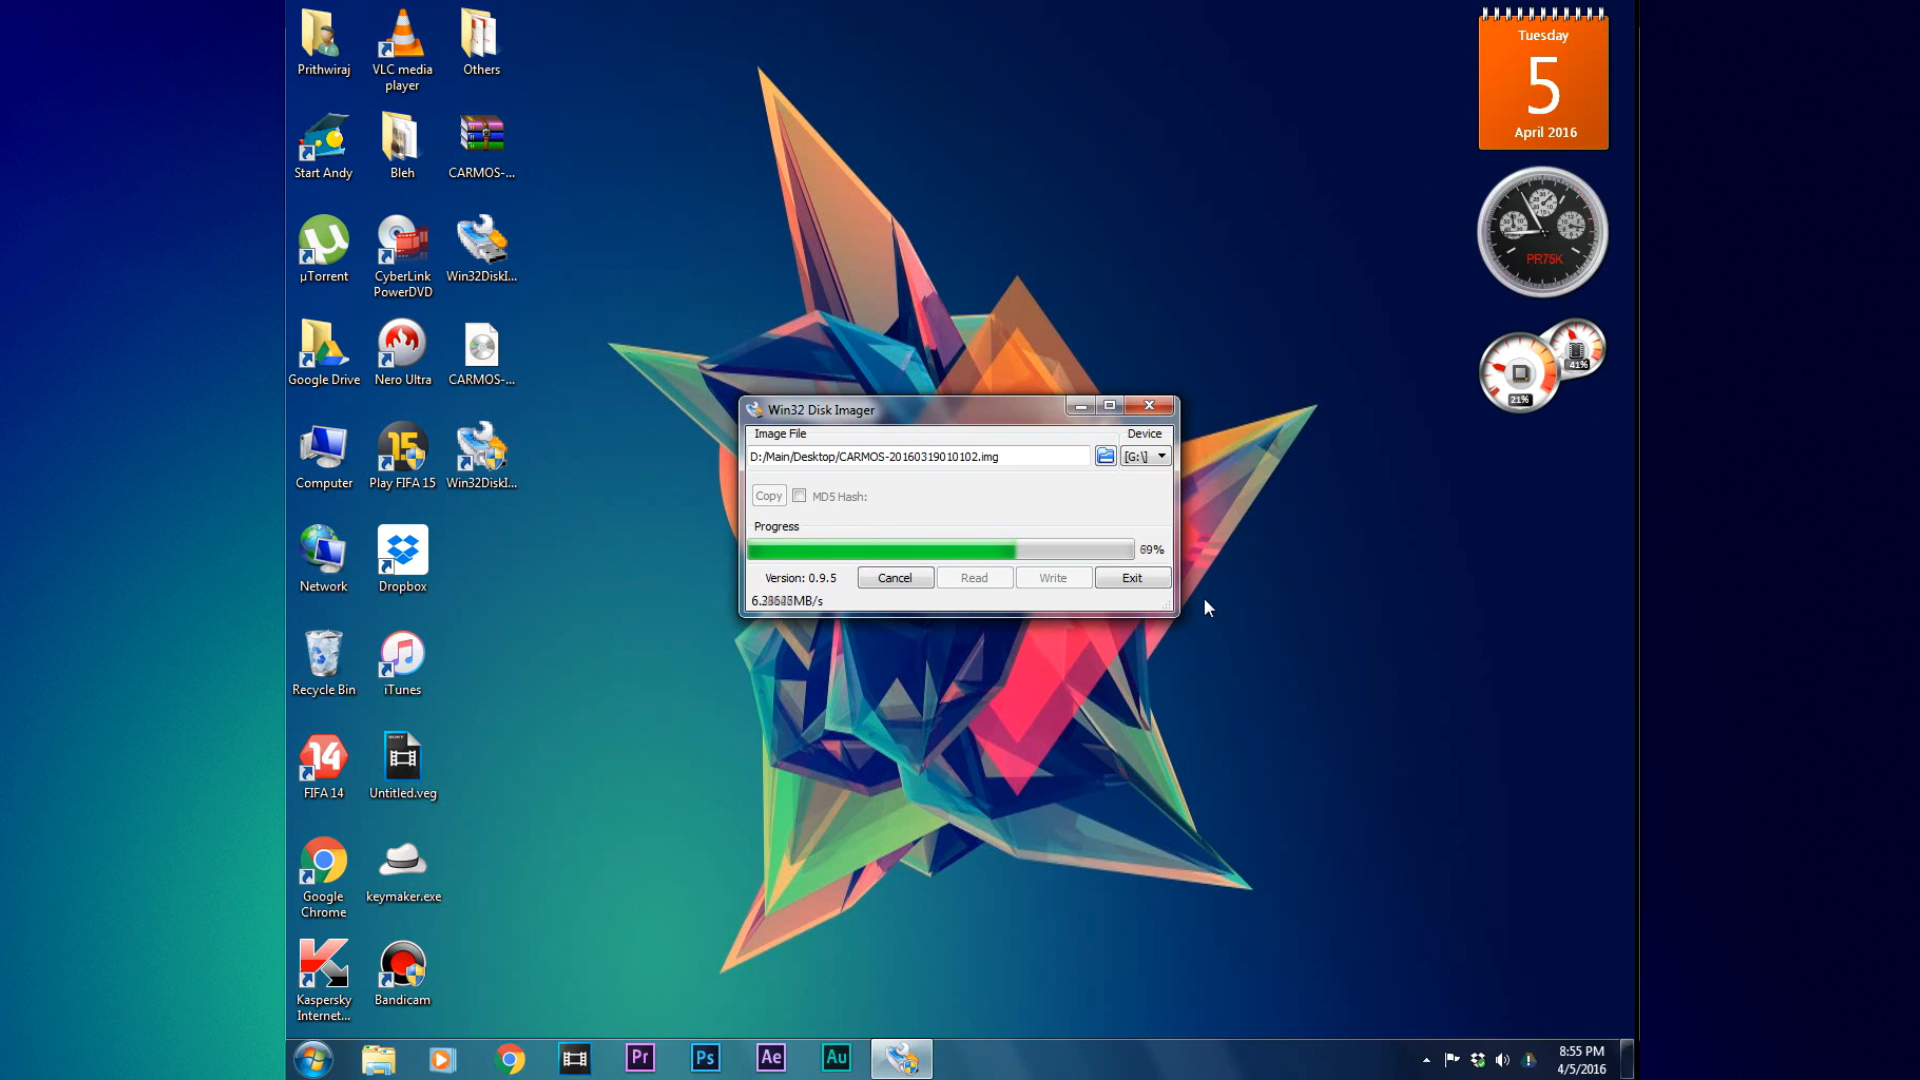 Prithwiraj
VLC media
player
Others
Start Andy
Bleh
CARMOS-...
µTorrent
CyberLink
PowerDVD
Win32DiskI...
Google Drive
Nero Ultra
CARMOS-...
Computer
Play FIFA 15
Win32DiskI...
Network
Dropbox
Recycle Bin
iTunes
FIFA 14
Untitled.veg
Google
Chrome
keymaker.exe
Kaspersky
Internet...
Bandicam
Tuesday
5
April 2016
PR75K
41%
21%
Win32 Disk Imager
Image File
Device
D:/Main/Desktop/CARMOS-20160319010102.img
[G:\]
Copy
MD5 Hash:
Progress
69%
Version: 0.9.5
Cancel
Read
Write
Exit
Pr
Ps
Ae
Au
8:55 PM
4/5/2016